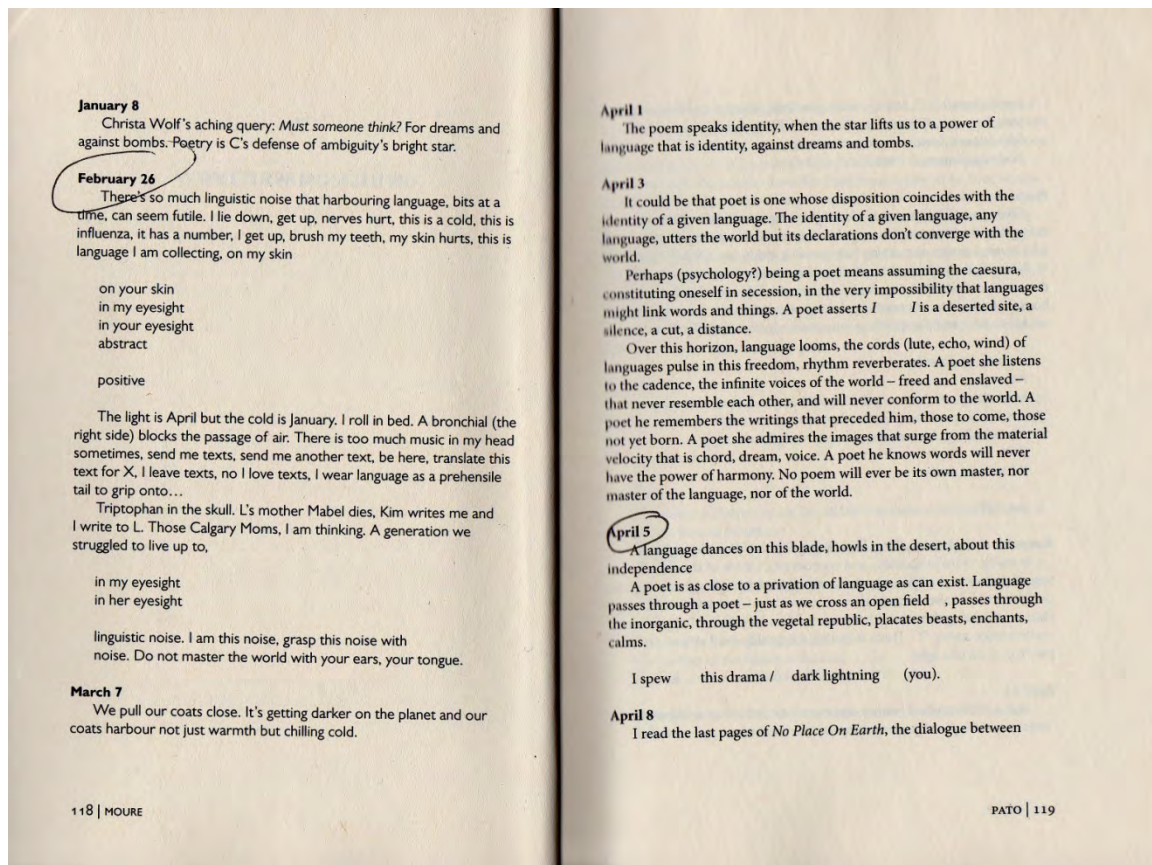 January 8
Christa Wolf's aching query: Must someone think? For dreams and
against bombs. Poetry is C's defense of ambiguity's bright star.
February 26
There's so much linguistic noise that harbouring language, bits at a
time, can seem futile. I lie down, get up, nerves hurt, this is a cold, this is
influenza, it has a number, I get up, brush my teeth, my skin hurts, this is
language I am collecting, on my skin
on your skin
in my eyesight
in your eyesight
abstract
positive
The light is April but the cold is January. I roll in bed. A bronchial (the
right side) blocks the passage of air. There is too much music in my head
sometimes, send me texts, send me another text, be here, translate this
text for X, I leave texts, no I love texts, I wear language as a prehensile
tail to grip onto…
Triptophan in the skull. L's mother Mabel dies, Kim writes me and
I write to L. Those Calgary Moms, I am thinking. A generation we
struggled to live up to,
in my eyesight
in her eyesight
linguistic noise. I am this noise, grasp this noise with
noise. Do not master the world with your ears, your tongue.
March 7
We pull our coats close. It's getting darker on the planet and our
coats harbour not just warmth but chilling cold.
118 | MOURE
April 1
The poem speaks identity, when the star lifts us to a power of
language that is identity, against dreams and tombs.
April 3
It could be that poet is one whose disposition coincides with the
identity of a given language. The identity of a given language, any
language, utters the world but its declarations don't converge with the
world.
Perhaps (psychology?) being a poet means assuming the caesura,
constituting oneself in secession, in the very impossibility that languages
might link words and things. A poet asserts I I is a deserted site, a
silence, a cut, a distance.
Over this horizon, language looms, the cords (lute, echo, wind) of
languages pulse in this freedom, rhythm reverberates. A poet she listens
to the cadence, the infinite voices of the world – freed and enslaved –
that never resemble each other, and will never conform to the world. A
poet he remembers the writings that preceded him, those to come, those
not yet born. A poet she admires the images that surge from the material
velocity that is chord, dream, voice. A poet he knows words will never
have the power of harmony. No poem will ever be its own master, nor
master of the language, nor of the world.
April 5
A language dances on this blade, howls in the desert, about this
independence
A poet is as close to a privation of language as can exist. Language
passes through a poet – just as we cross an open field , passes through
the inorganic, through the vegetal republic, placates beasts, enchants,
calms.
I spew this drama / dark lightning (you).
April 8
I read the last pages of No Place On Earth, the dialogue between
PATO | 119